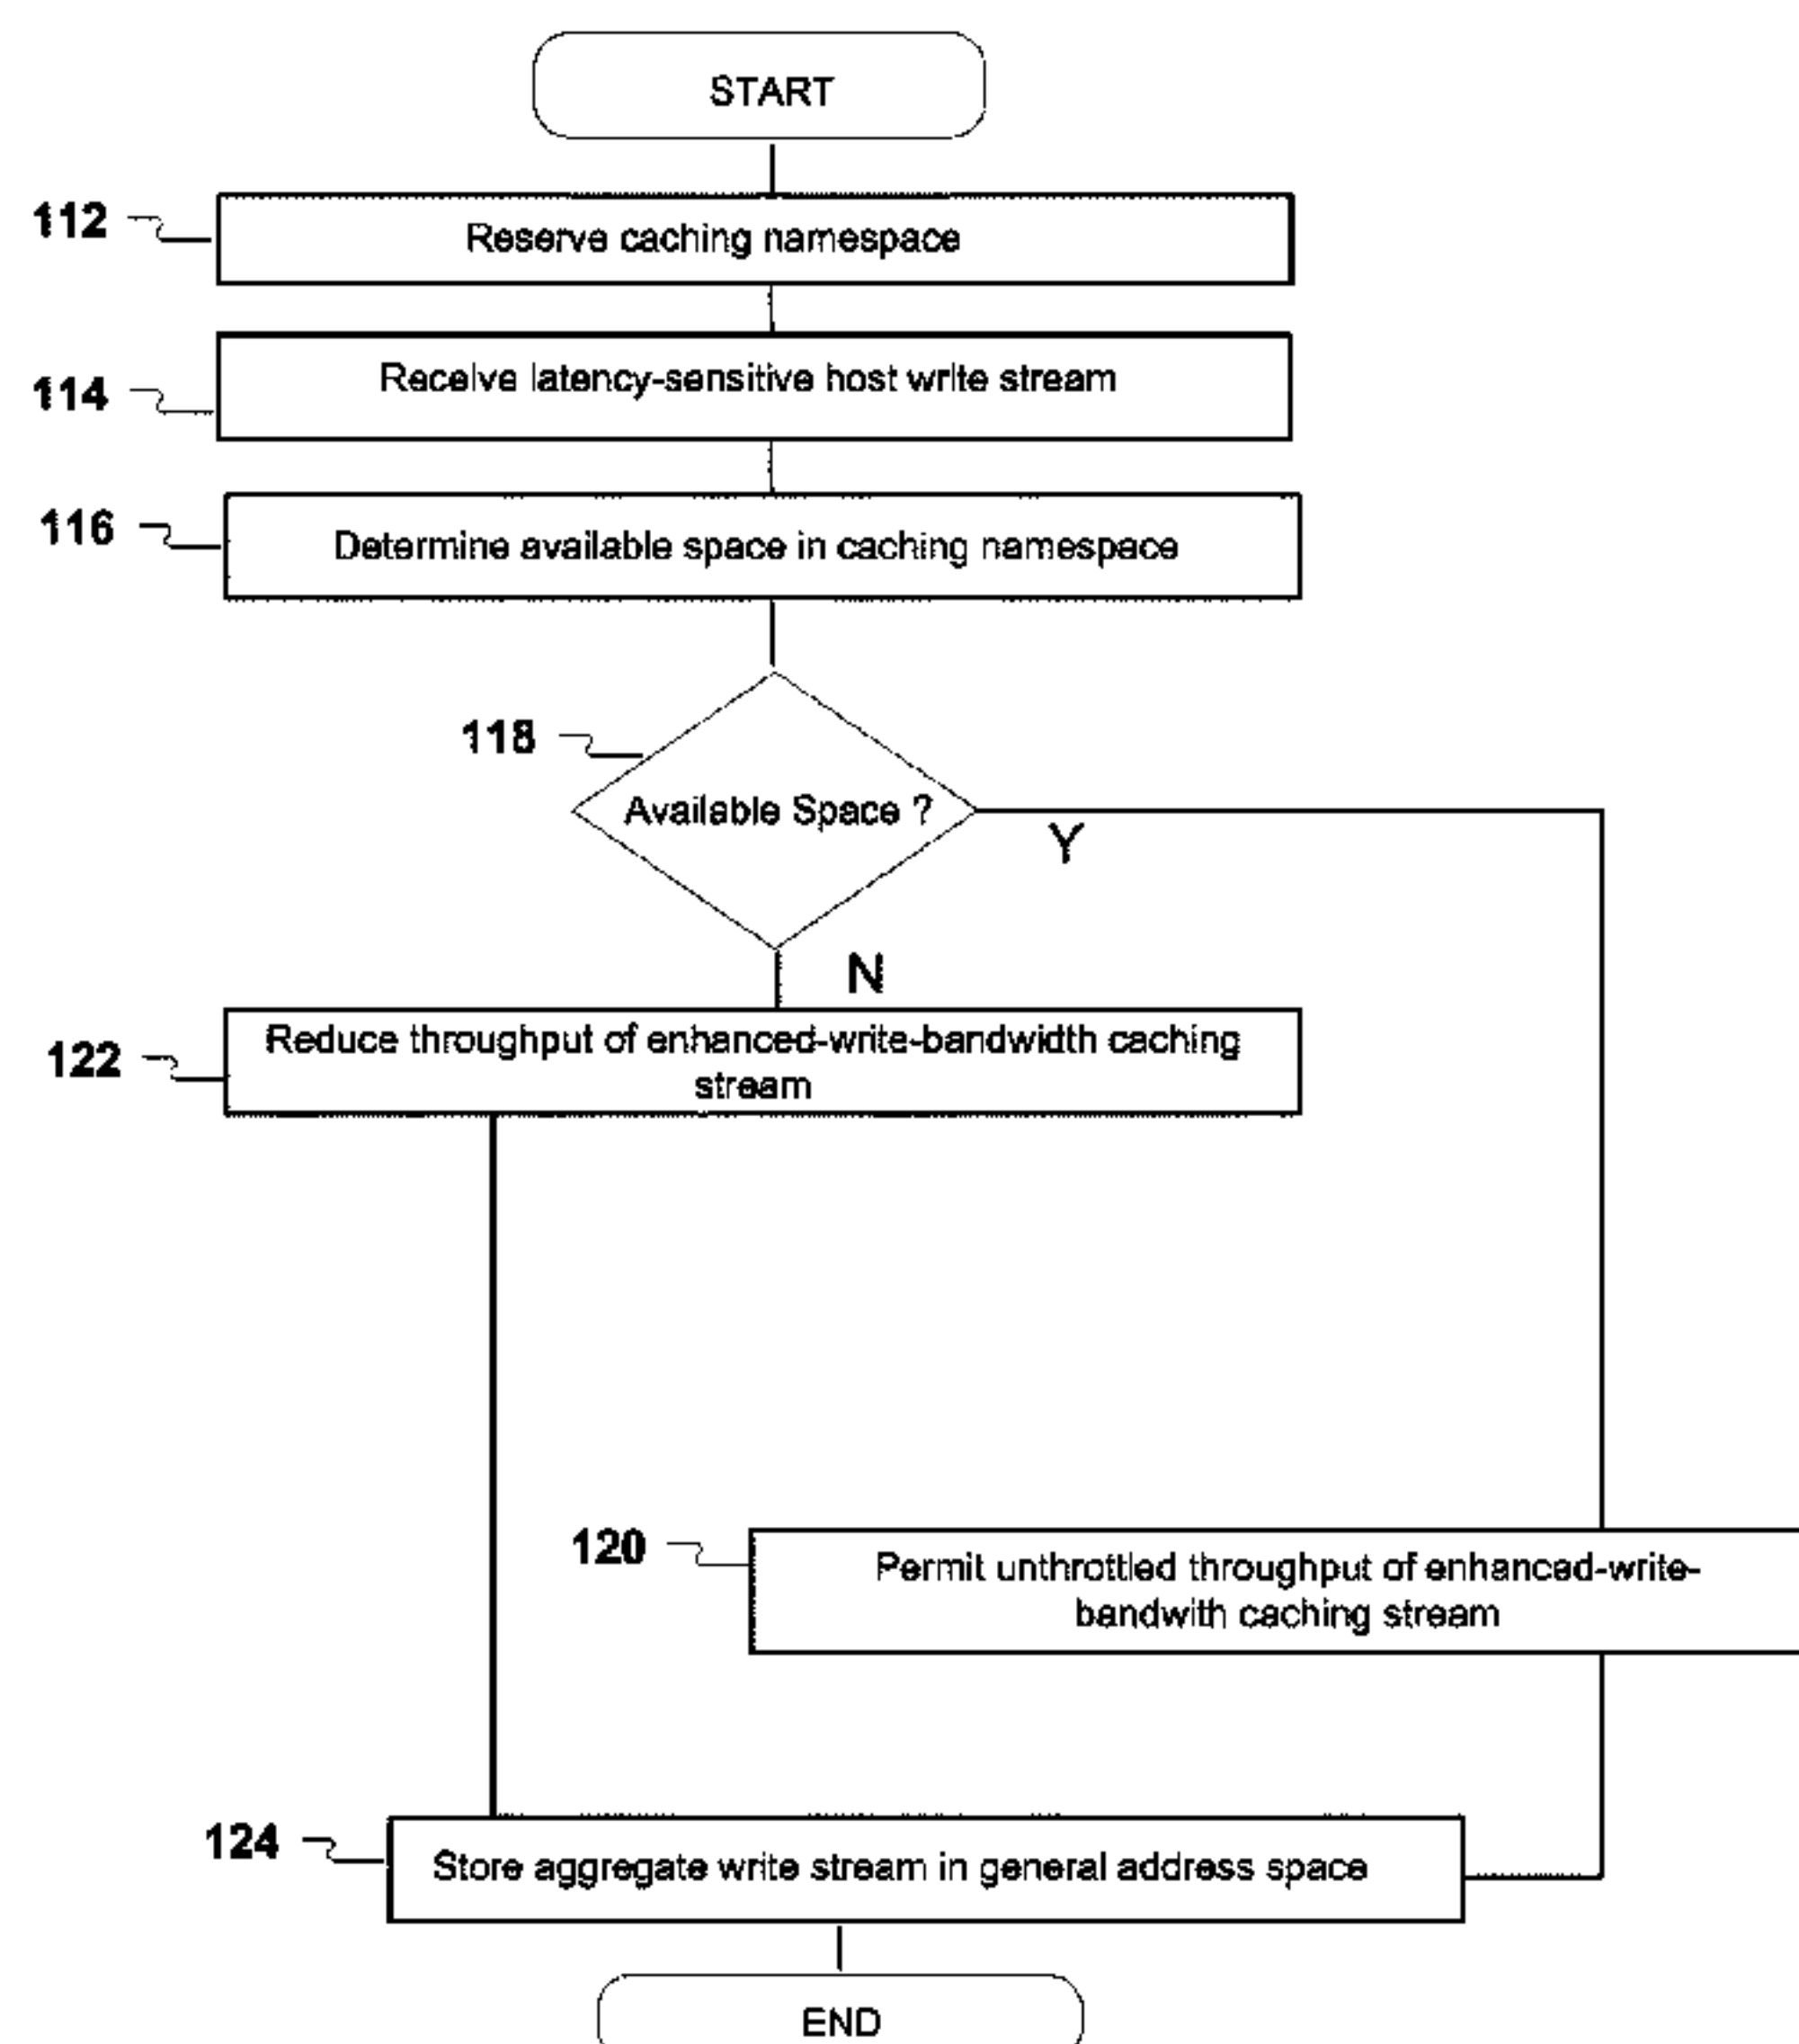 START
112
Reserve caching namespace
114
Receive latency-sensitive host write stream
116
Determine available space in caching namespace
118
Available Space ?
Y
N
122
Reduce throughput of enhanced-write-bandwidth caching
stream
120
Permit unthrottled throughput of enhanced-write-
bandwith caching stream
124
Store aggregate write stream in general address space
END